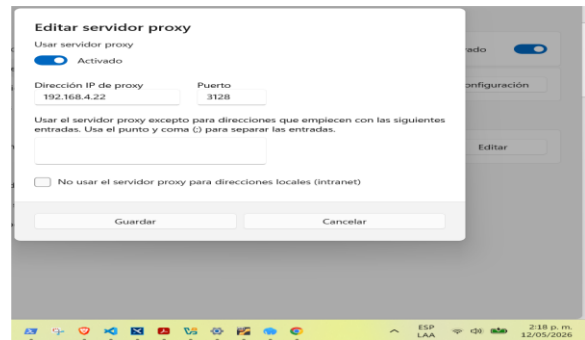 Editar servidor proxy
Usar servidor proxy
Activado
ado
Dirección IP de proxy Puerto
192.168.4.22 3128
onfiguración
Usar el servidor proxy excepto para direcciones que empiecen con las siguientes
entradas. Usa el punto y coma (;) para separar las entradas.
Editar
No usar el servidor proxy para direcciones locales (intranet)
Guardar Cancelar
ESP 2:18 p. m.
LAA 12/05/2026